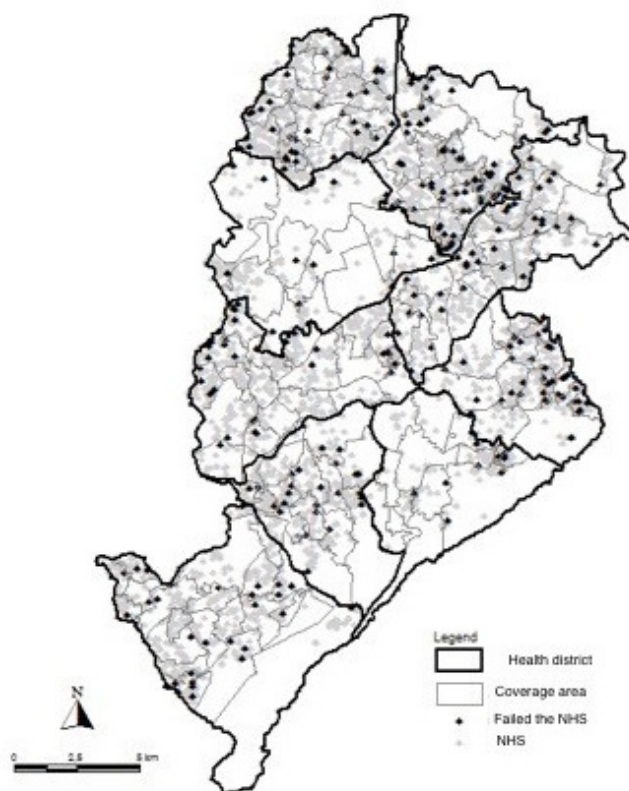 Legend
Health district
Coverage area
Failed the NHS
NHS
N
0 2.5 5 km